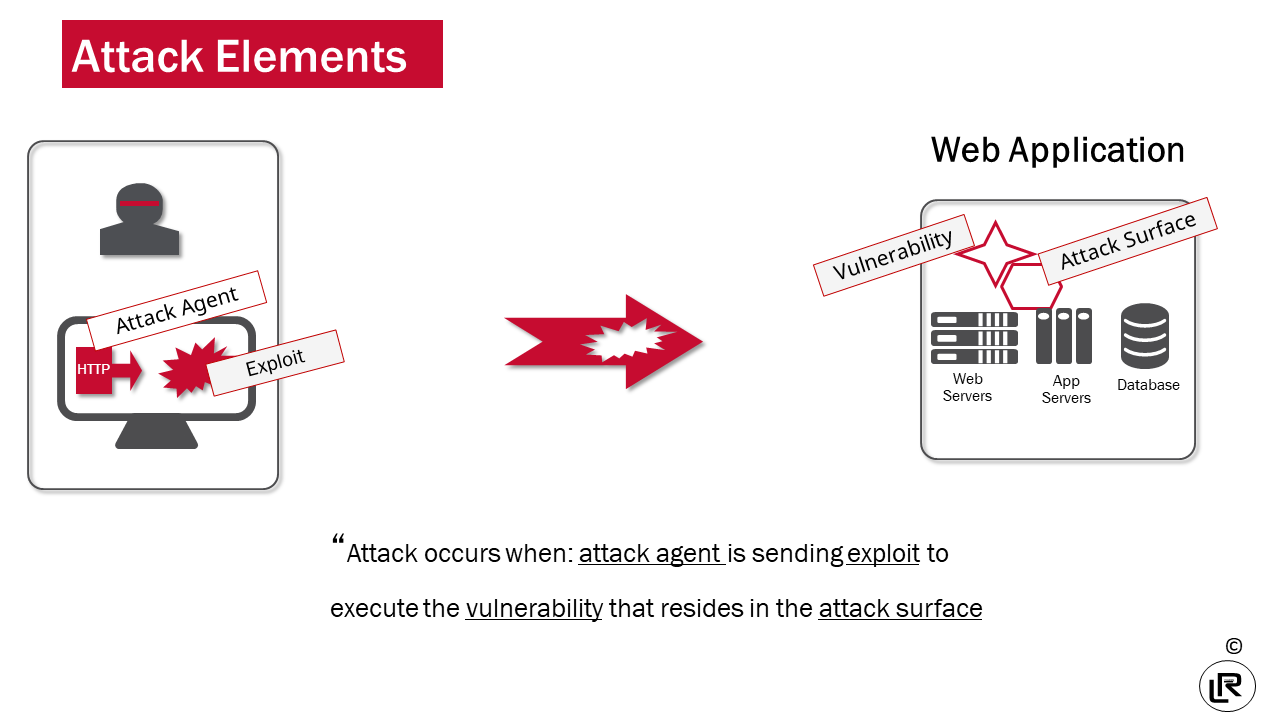 Attack Elements
Web Application
Vulnerability
Attack Surface
Attack Agent
HTTP
Exploit
Web
Servers
App
Servers
Database
“Attack occurs when: attack agent is sending exploit to
execute the vulnerability that resides in the attack surface
©
LR